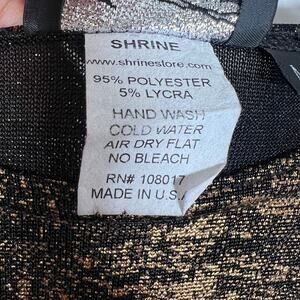 SHRINE
www.shrinestore.com
95% POLYESTER
5% LYCRA
HAND WASH
COLD WATER
AIR DRY FLAT
NO BLEACH
RN# 108017
MADE IN U.S.A